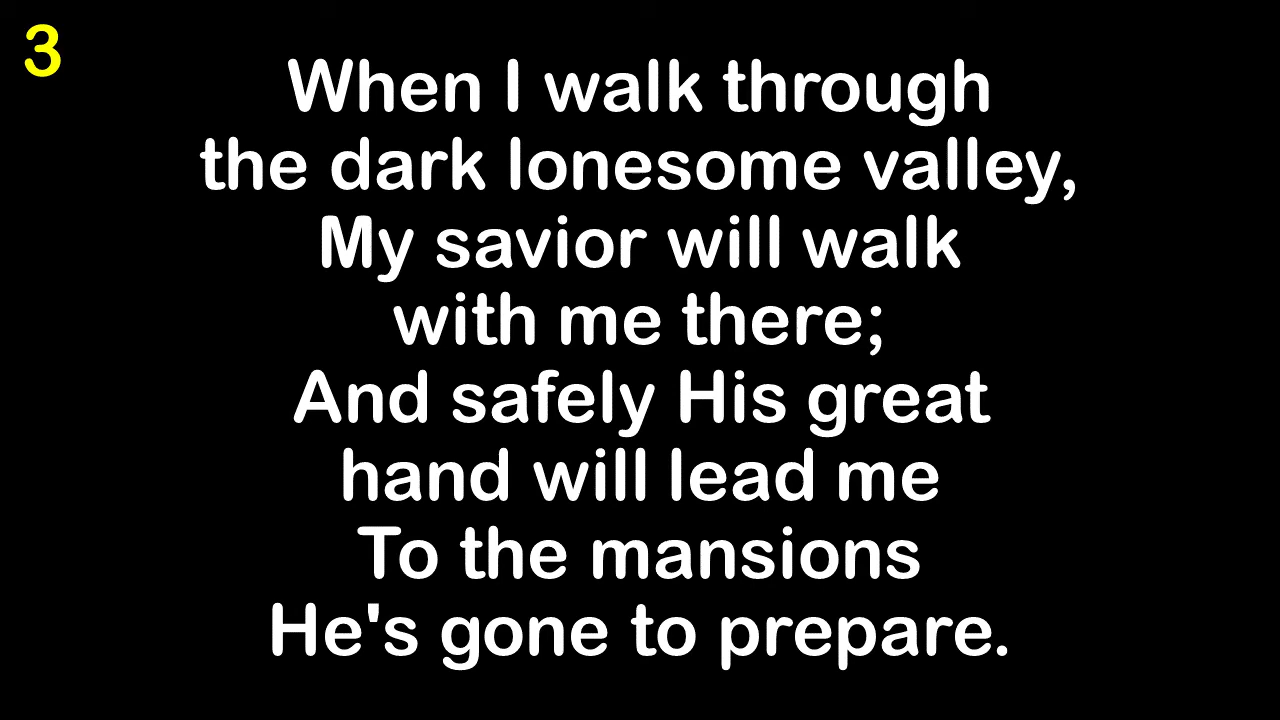 3
When I walk through
the dark lonesome valley,
My savior will walk
with me there;
And safely His great
hand will lead me
To the mansions
He's gone to prepare.